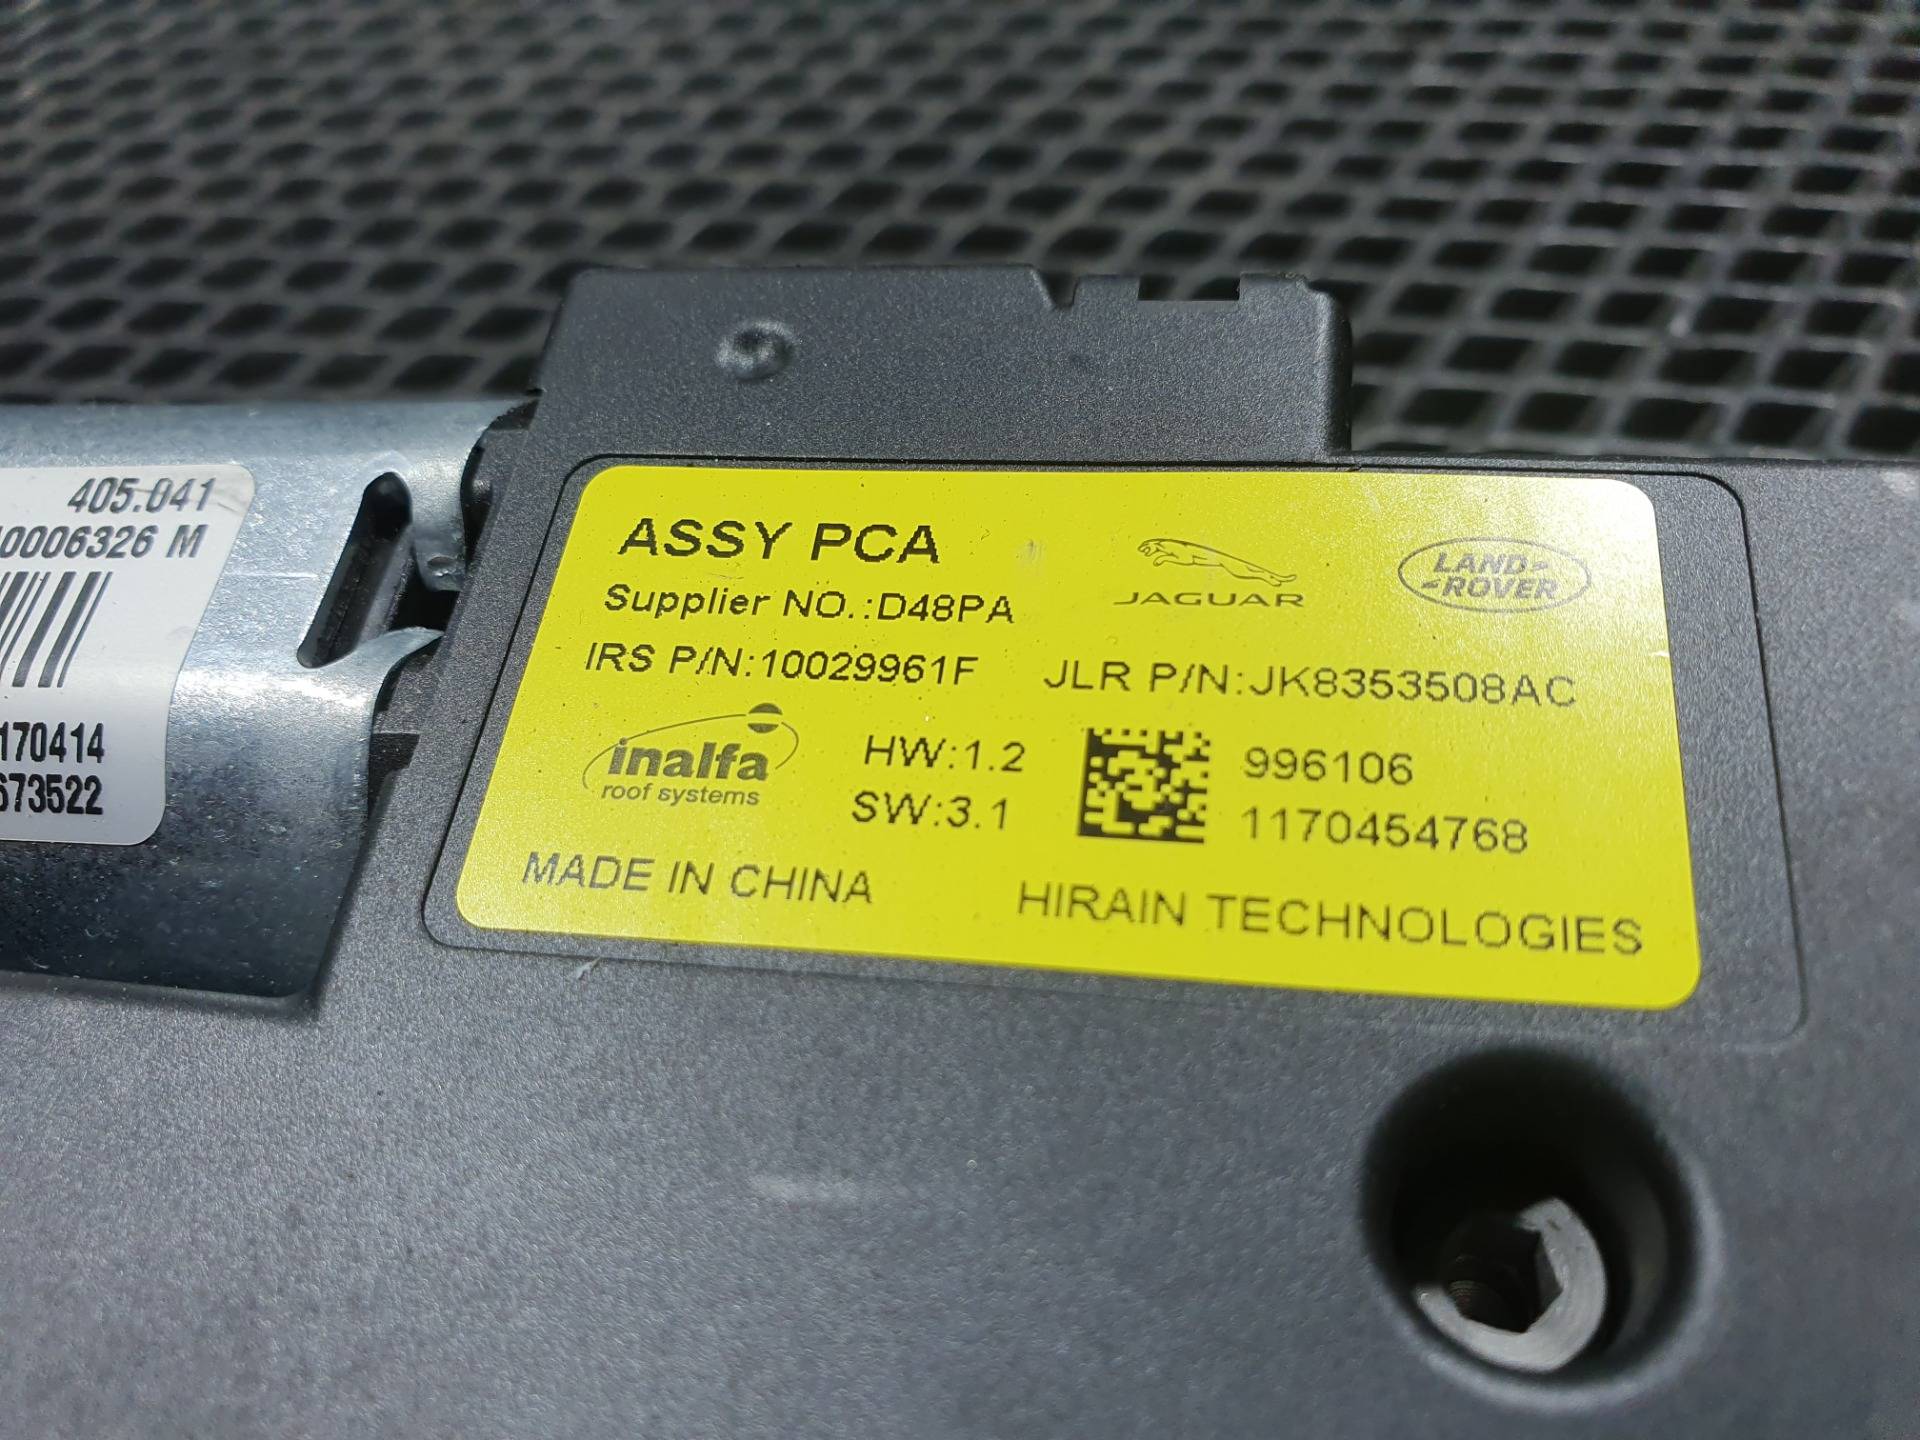 405.041
0006326 M
170414
673522
ASSY PCA
JAGUAR
LAND
ROVER
Supplier NO.:D48PA
IRS P/N:10029961F
JLR P/N:JK8353508AC
inalfa
roof systems
HW:1.2
SW:3.1
996106
1170454768
MADE IN CHINA
HIRAIN TECHNOLOGIES